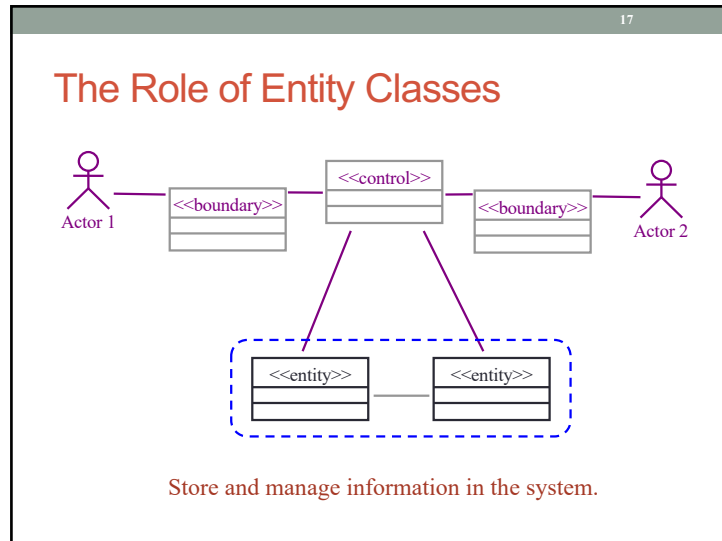 17
The Role of Entity Classes
<<control>>
<<boundary>>
<<boundary>>
Actor 1
Actor 2
<<entity>>
<<entity>>
Store and manage information in the system.